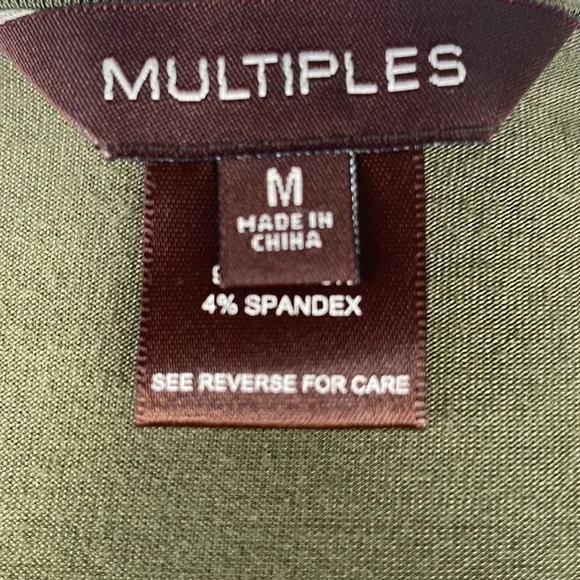 MULTIPLES
M
MADE IN
CHINA
4% SPANDEX
SEE REVERSE FOR CARE